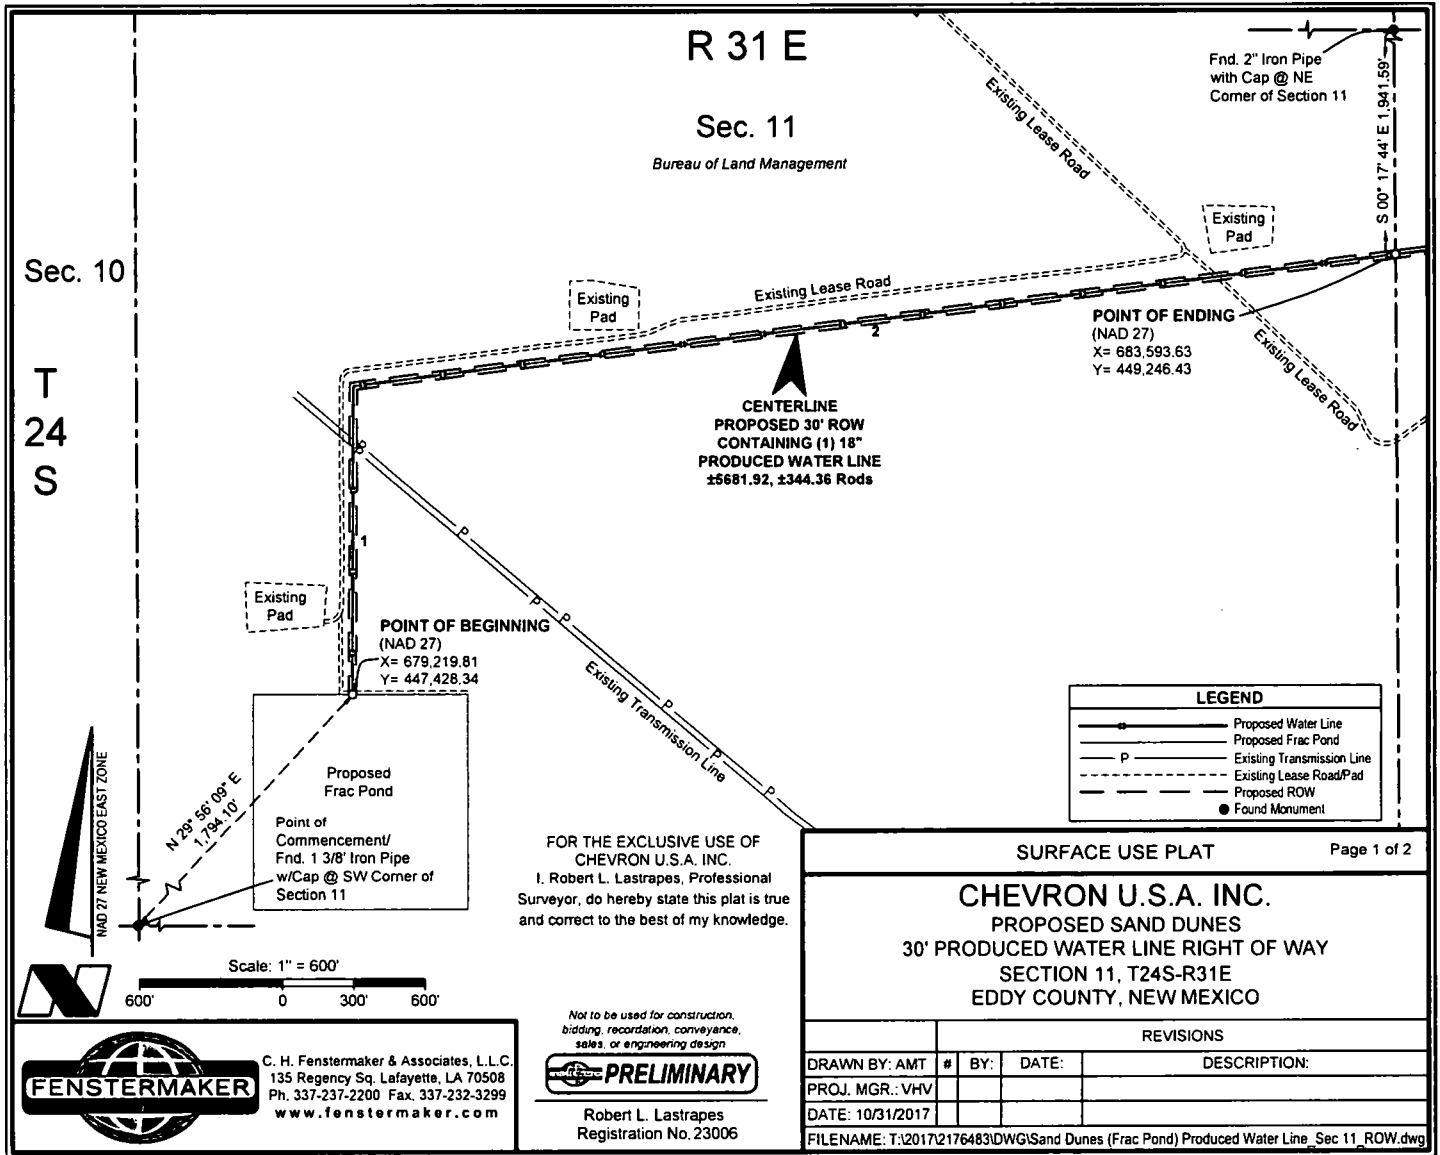 R 31 E
Sec. 11
Bureau of Land Management
Fnd. 2" Iron Pipe
with Cap @ NE
Corner of Section 11
S 00° 17' 44' E 1,941.59'
Existing Lease Road
Existing
Pad
Sec. 10
T
24
S
Existing
Pad
Existing Lease Road
2
POINT OF ENDING
(NAD 27)
X= 683,593.63
Y= 449,246.43
Existing Lease Road
CENTERLINE
PROPOSED 30' ROW
CONTAINING (1) 18"
PRODUCED WATER LINE
±5681.92, ±344.36 Rods
1
P
P
P
P
P
P
Existing Transmission Line
Existing
Pad
POINT OF BEGINNING
(NAD 27)
X= 679,219.81
Y= 447,428.34
Proposed
Frac Pond
N 29° 56' 09" E
1,794.10'
Point of
Commencement/
Fnd. 1 3/8' Iron Pipe
w/Cap @ SW Corner of
Section 11
NAD 27 NEW MEXICO EAST ZONE
N
Scale: 1" = 600'
600' 0 300' 600'
LEGEND
Proposed Water Line
Proposed Frac Pond
P Existing Transmission Line
Existing Lease Road/Pad
Proposed ROW
Found Monument
FOR THE EXCLUSIVE USE OF
CHEVRON U.S.A. INC.
I, Robert L. Lastrapes, Professional
Surveyor, do hereby state this plat is true
and correct to the best of my knowledge.
SURFACE USE PLAT Page 1 of 2
CHEVRON U.S.A. INC.
PROPOSED SAND DUNES
30' PRODUCED WATER LINE RIGHT OF WAY
SECTION 11, T24S-R31E
EDDY COUNTY, NEW MEXICO
REVISIONS
DRAWN BY: AMT # BY: DATE: DESCRIPTION:
PROJ. MGR.: VHV
DATE: 10/31/2017
FILENAME: T:\2017\2176483\DWG\Sand Dunes (Frac Pond) Produced Water Line_Sec 11_ROW.dwg
FENSTERMAKER
C. H. Fenstermaker & Associates, L.L.C.
135 Regency Sq. Lafayette, LA 70508
Ph. 337-237-2200 Fax. 337-232-3299
www.fenstermaker.com
Not to be used for construction,
bidding, recordation, conveyance,
sales, or engineering design
PRELIMINARY
Robert L. Lastrapes
Registration No. 23006